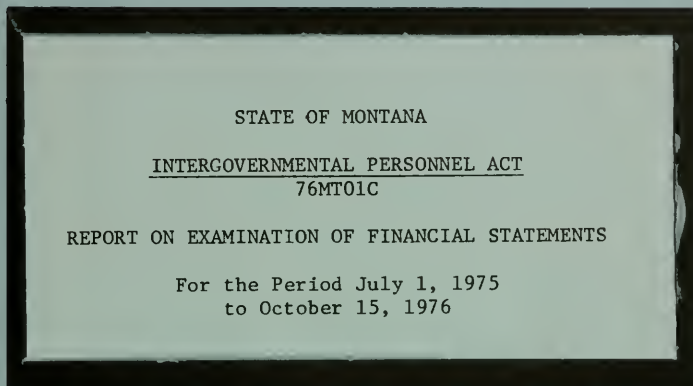 STATE OF MONTANA
INTERGOVERNMENTAL PERSONNEL ACT
76MT01C
REPORT ON EXAMINATION OF FINANCIAL STATEMENTS
For the Period July 1, 1975
to October 15, 1976